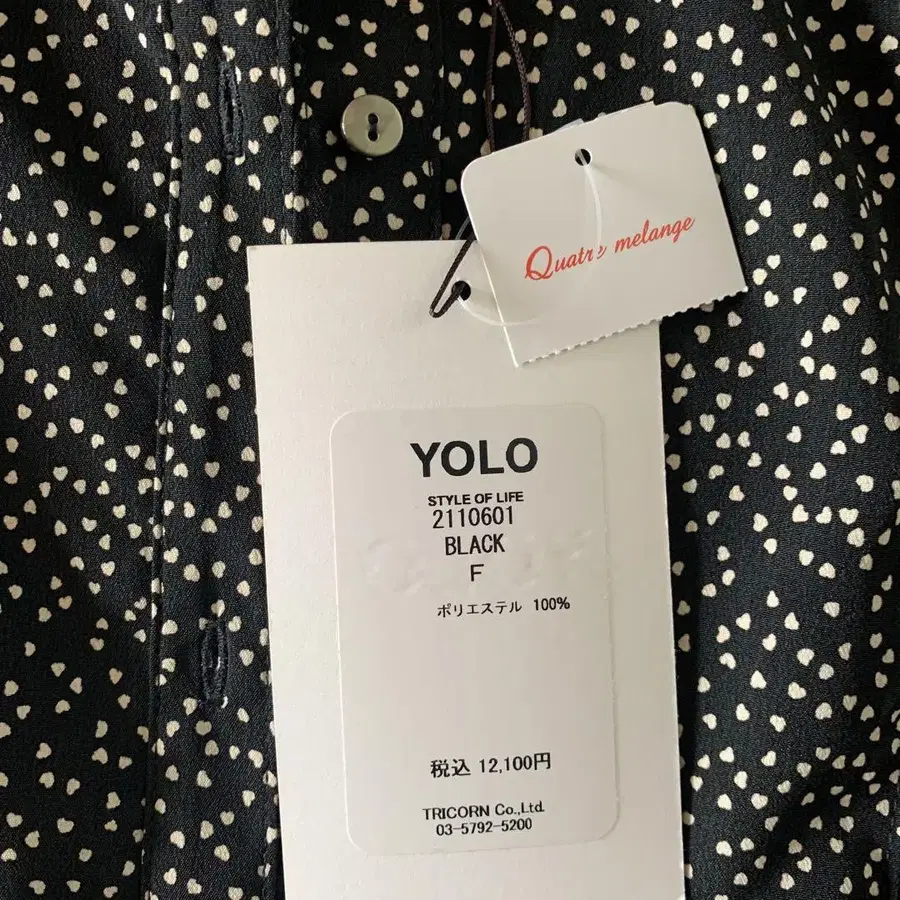 Quatre melange
YOLO
STYLE OF LIFE
2110601
BLACK
F
ポリエステル 100%
税込 12,100円
TRICORN Co.,Ltd.
03-5792-5200